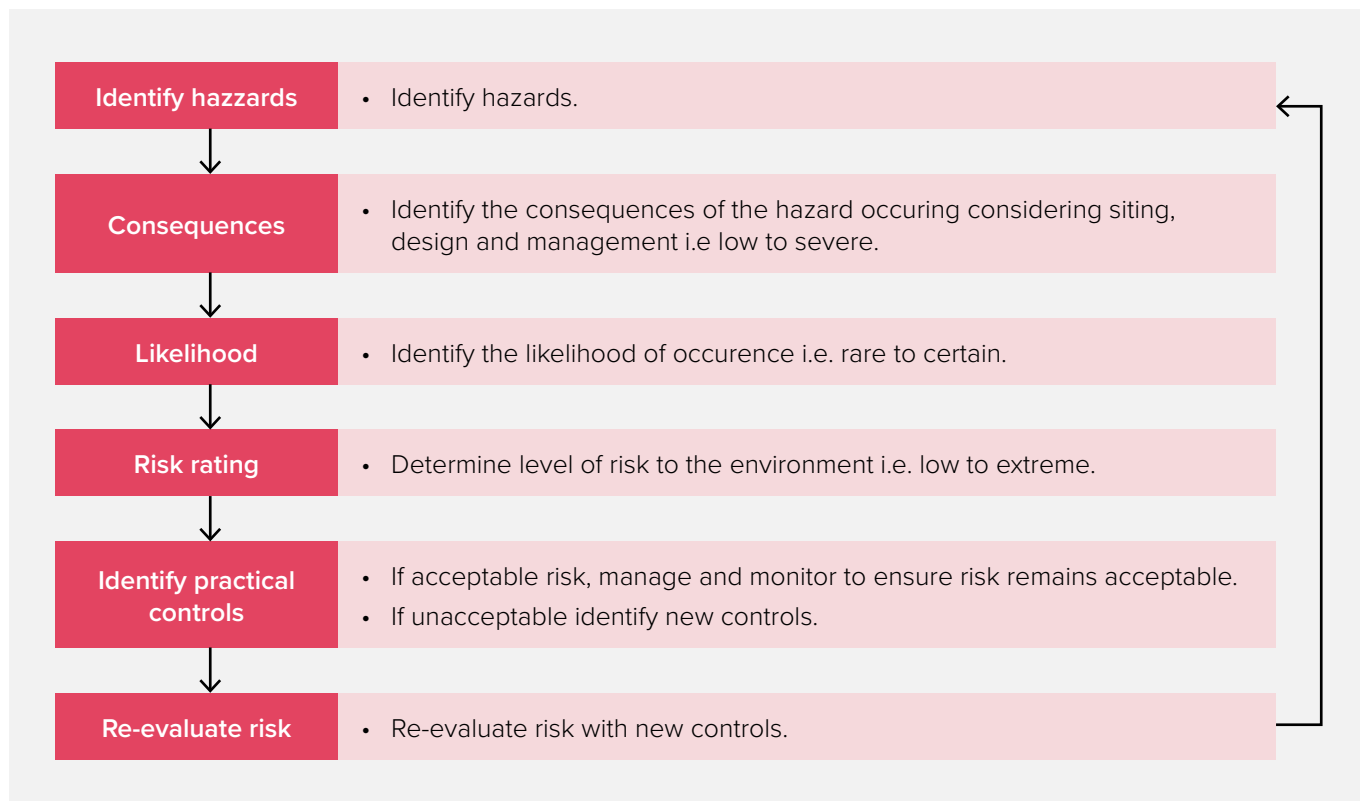 Identify hazzards
• Identify hazards.
Consequences
• Identify the consequences of the hazard occuring considering siting,
design and management i.e low to severe.
Likelihood
• Identify the likelihood of occurence i.e. rare to certain.
Risk rating
• Determine level of risk to the environment i.e. low to extreme.
Identify practical
controls
• If acceptable risk, manage and monitor to ensure risk remains acceptable.
• If unacceptable identify new controls.
Re-evaluate risk
• Re-evaluate risk with new controls.